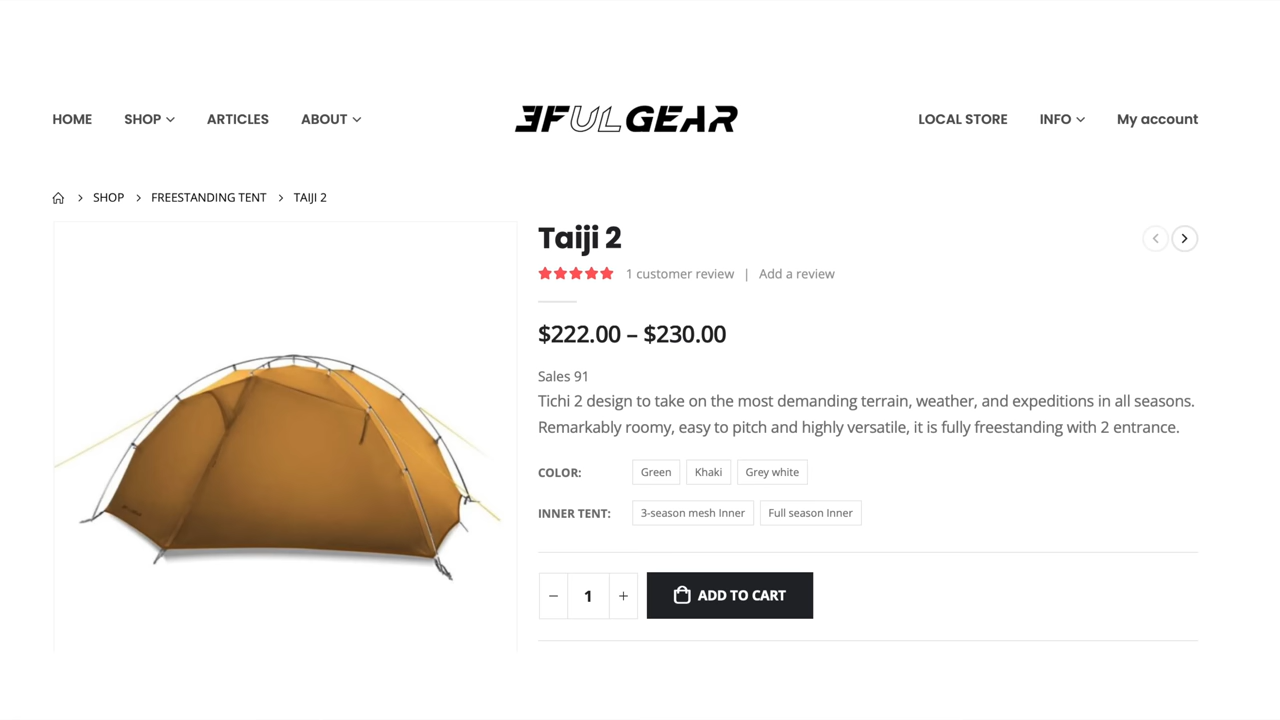 HOME SHOP ARTICLES ABOUT 3FUL GEAR LOCAL STORE INFO My account
SHOP FREESTANDING TENT TAIJI 2
Taiji 2
1 customer review | Add a review
$222.00 – $230.00
Sales 91
Tichi 2 design to take on the most demanding terrain, weather, and expeditions in all seasons.
Remarkably roomy, easy to pitch and highly versatile, it is fully freestanding with 2 entrance.
COLOR: Green Khaki Grey white
INNER TENT: 3-season mesh Inner Full season Inner
− 1 + ADD TO CART